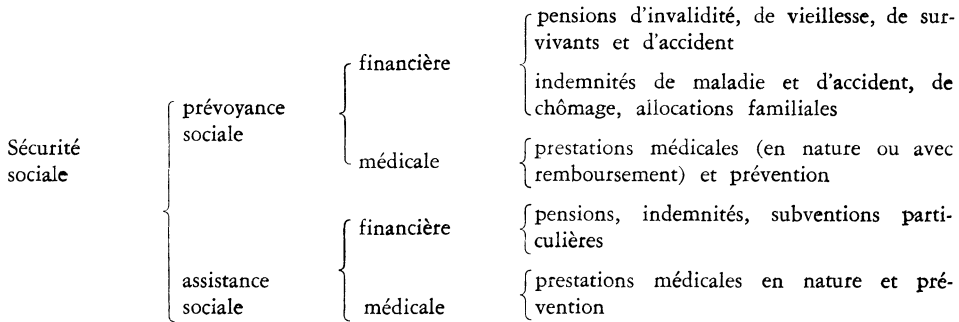 Sécurité
sociale
prévoyance
sociale
financière
pensions d'invalidité, de vieillesse, de sur-
vivants et d'accident
indemnités de maladie et d'accident, de
chômage, allocations familiales
médicale
prestations médicales (en nature ou avec
remboursement) et prévention
assistance
sociale
financière
pensions, indemnités, subventions parti-
culières
médicale
prestations médicales en nature et pré-
vention